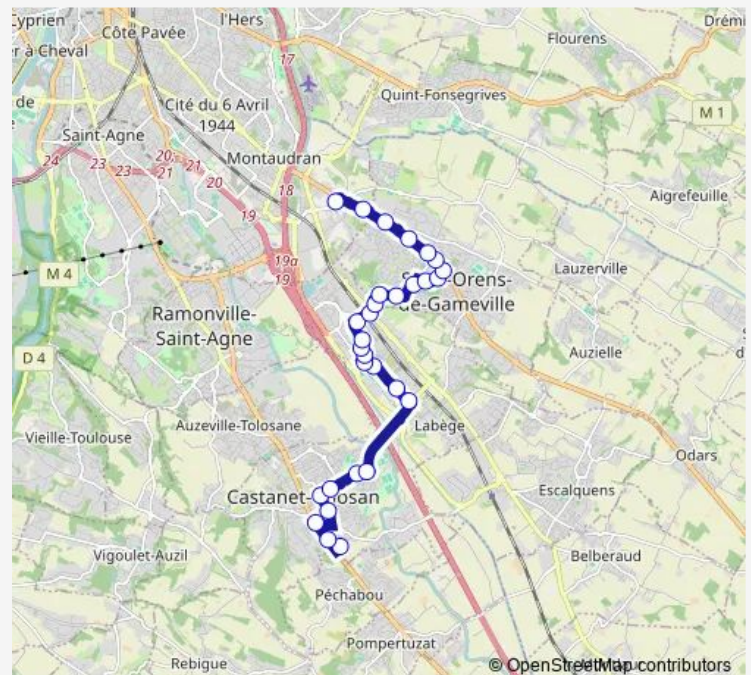 Cyprien
l'Hers
Drémi
Côte Pavée
Flourens
er à Cheval
17
Cité du 6 Avril
1944
Quint-Fonsegrives
de
M 1
Saint-Agne
24
23
23
20;
21
21
20
Montaudran
18
Aigrefeuille
19
19a
19
M 4
Orens-
de-Gameville
Lauzerville
Ramonville-
Saint-Agne
D 4
Auzielle
Vieille-Toulouse
Auzeville-Tolosane
Labège
Odars
Castanet-
osan
Escalquens
Vigoulet-Auzil
Belberaud
Péchabou
Pompertuzat
Rebigue
© OpenStreetMap contributors